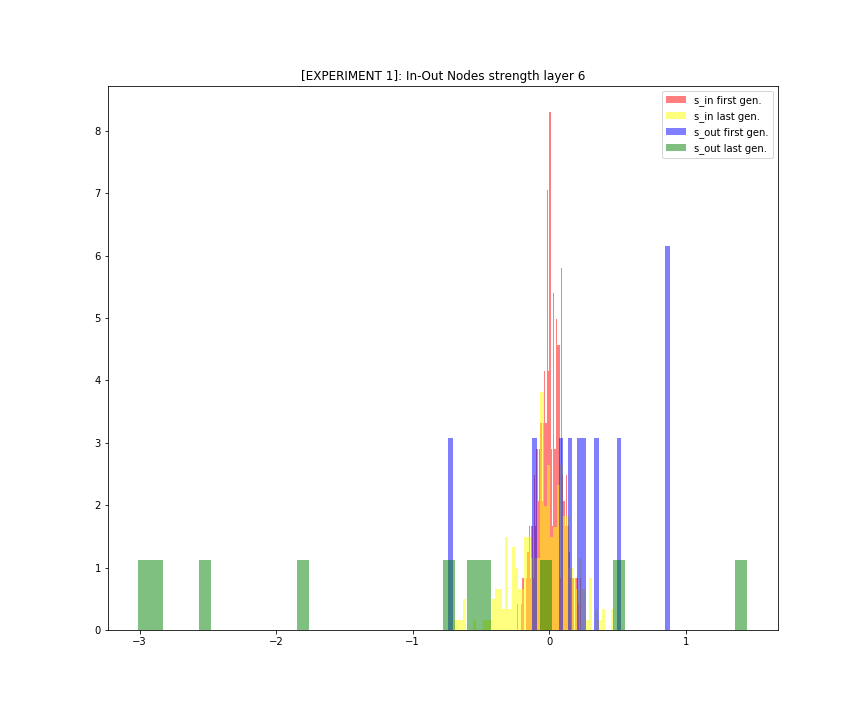 [EXPERIMENT 1]: In-Out Nodes strength layer 6
s_in first gen.
s_in last gen.
s_out first gen.
s_out last gen.
8
7
6
5
4
3
2
1
0
−3 −2 −1 0 1